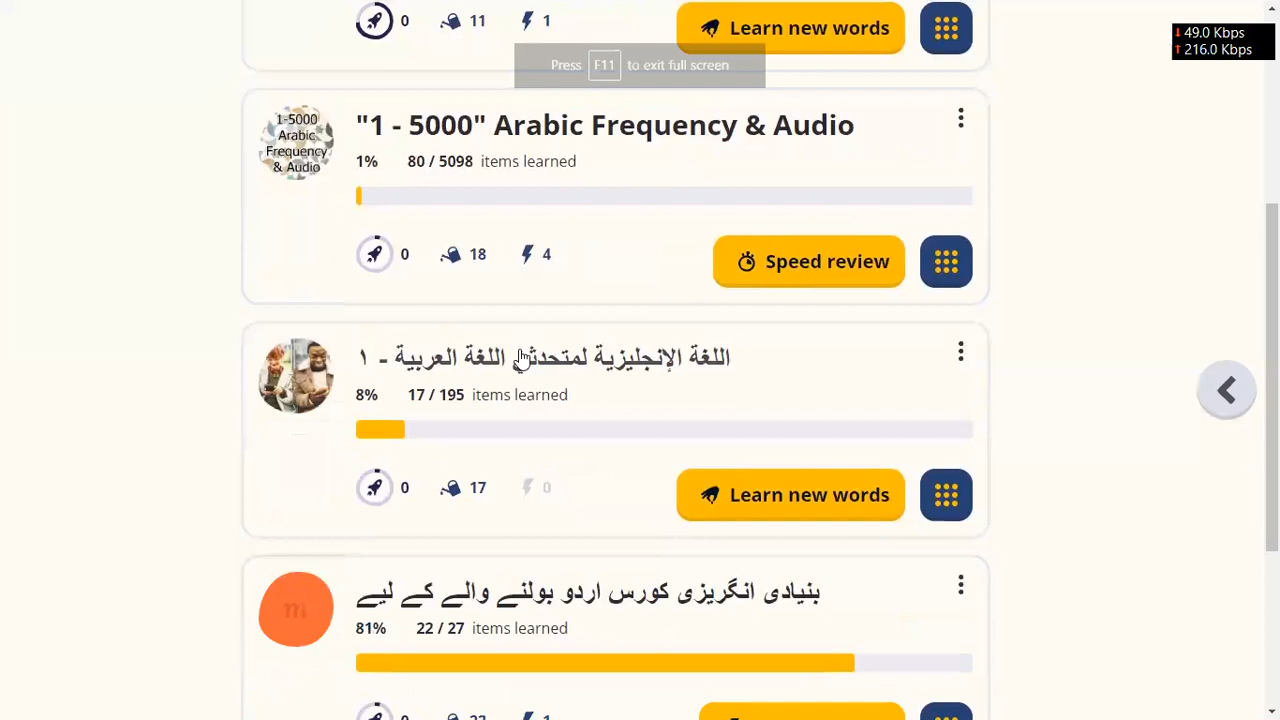 0 11 1 Learn new words
49.0 Kbps
216.0 Kbps
Press F11 to exit full screen
1-5000
Arabic
Frequency
& Audio
"1 - 5000" Arabic Frequency & Audio
1% 80 / 5098 items learned
0 18 4 Speed review
اللغة الإنجليزية لمتحدثي اللغة العربية - ١
8% 17 / 195 items learned
0 17 0 Learn new words
m
بنیادی انگریزی کورس اردو بولنے والے کے لیے
81% 22 / 27 items learned